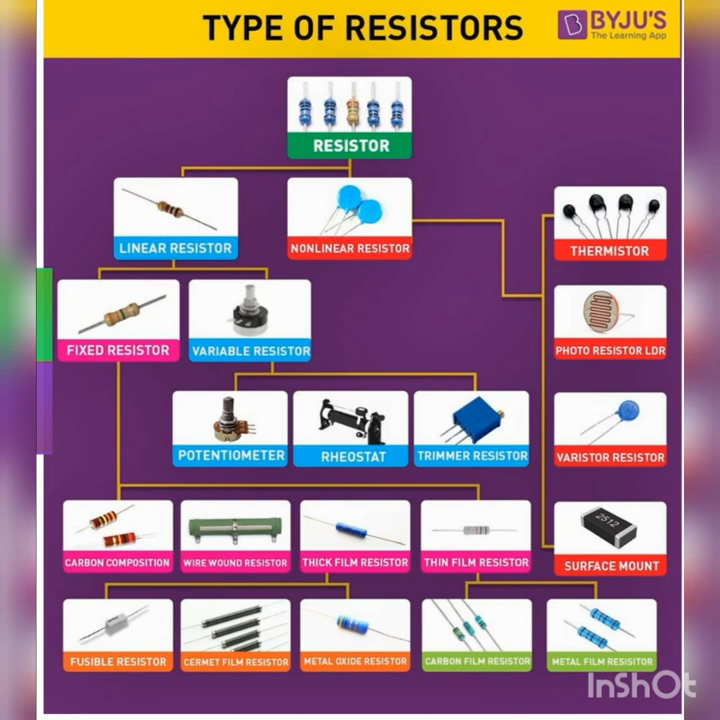 TYPE OF RESISTORS
BYJU'S
The Learning App
RESISTOR
LINEAR RESISTOR
NONLINEAR RESISTOR
THERMISTOR
FIXED RESISTOR
VARIABLE RESISTOR
PHOTO RESISTOR LDR
POTENTIOMETER
RHEOSTAT
TRIMMER RESISTOR
VARISTOR RESISTOR
2512
CARBON COMPOSITION
WIRE WOUND RESISTOR
THICK FILM RESISTOR
THIN FILM RESISTOR
SURFACE MOUNT
FUSIBLE RESISTOR
CERMET FILM RESISTOR
METAL OXIDE RESISTOR
CARBON FILM RESISTOR
METAL FILM RESISITOR
InShOt